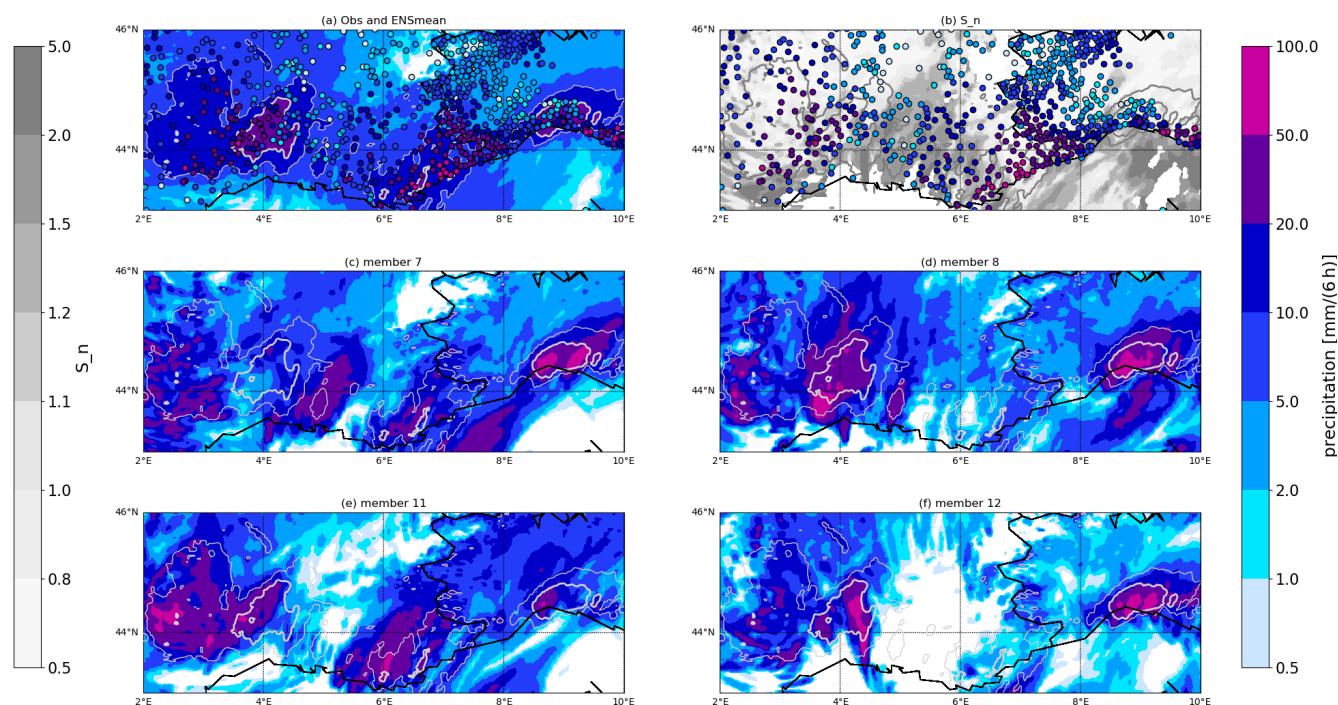 (a) Obs and ENSmean
(b) S_n
46°N
44°N
2°E
4°E
6°E
8°E
10°E
2°E
4°E
6°E
8°E
10°E
5.0
2.0
1.5
1.2
1.1
1.0
0.8
0.5
S_n
(c) member 7
(d) member 8
46°N
44°N
2°E
4°E
6°E
8°E
10°E
46°N
44°N
2°E
4°E
6°E
8°E
10°E
(e) member 11
(f) member 12
46°N
44°N
2°E
4°E
6°E
8°E
10°E
46°N
44°N
2°E
4°E
6°E
8°E
10°E
100.0
50.0
20.0
10.0
5.0
2.0
1.0
0.5
precipitation [mm/(6 h)]